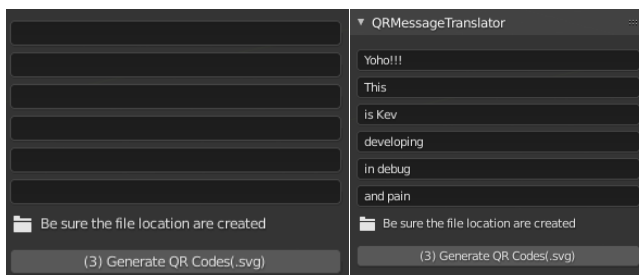 Be sure the file location are created
(3) Generate QR Codes(.svg)
QRMessageTranslator
Yoho!!!
This
is Kev
developing
in debug
and pain
Be sure the file location are created
(3) Generate QR Codes(.svg)